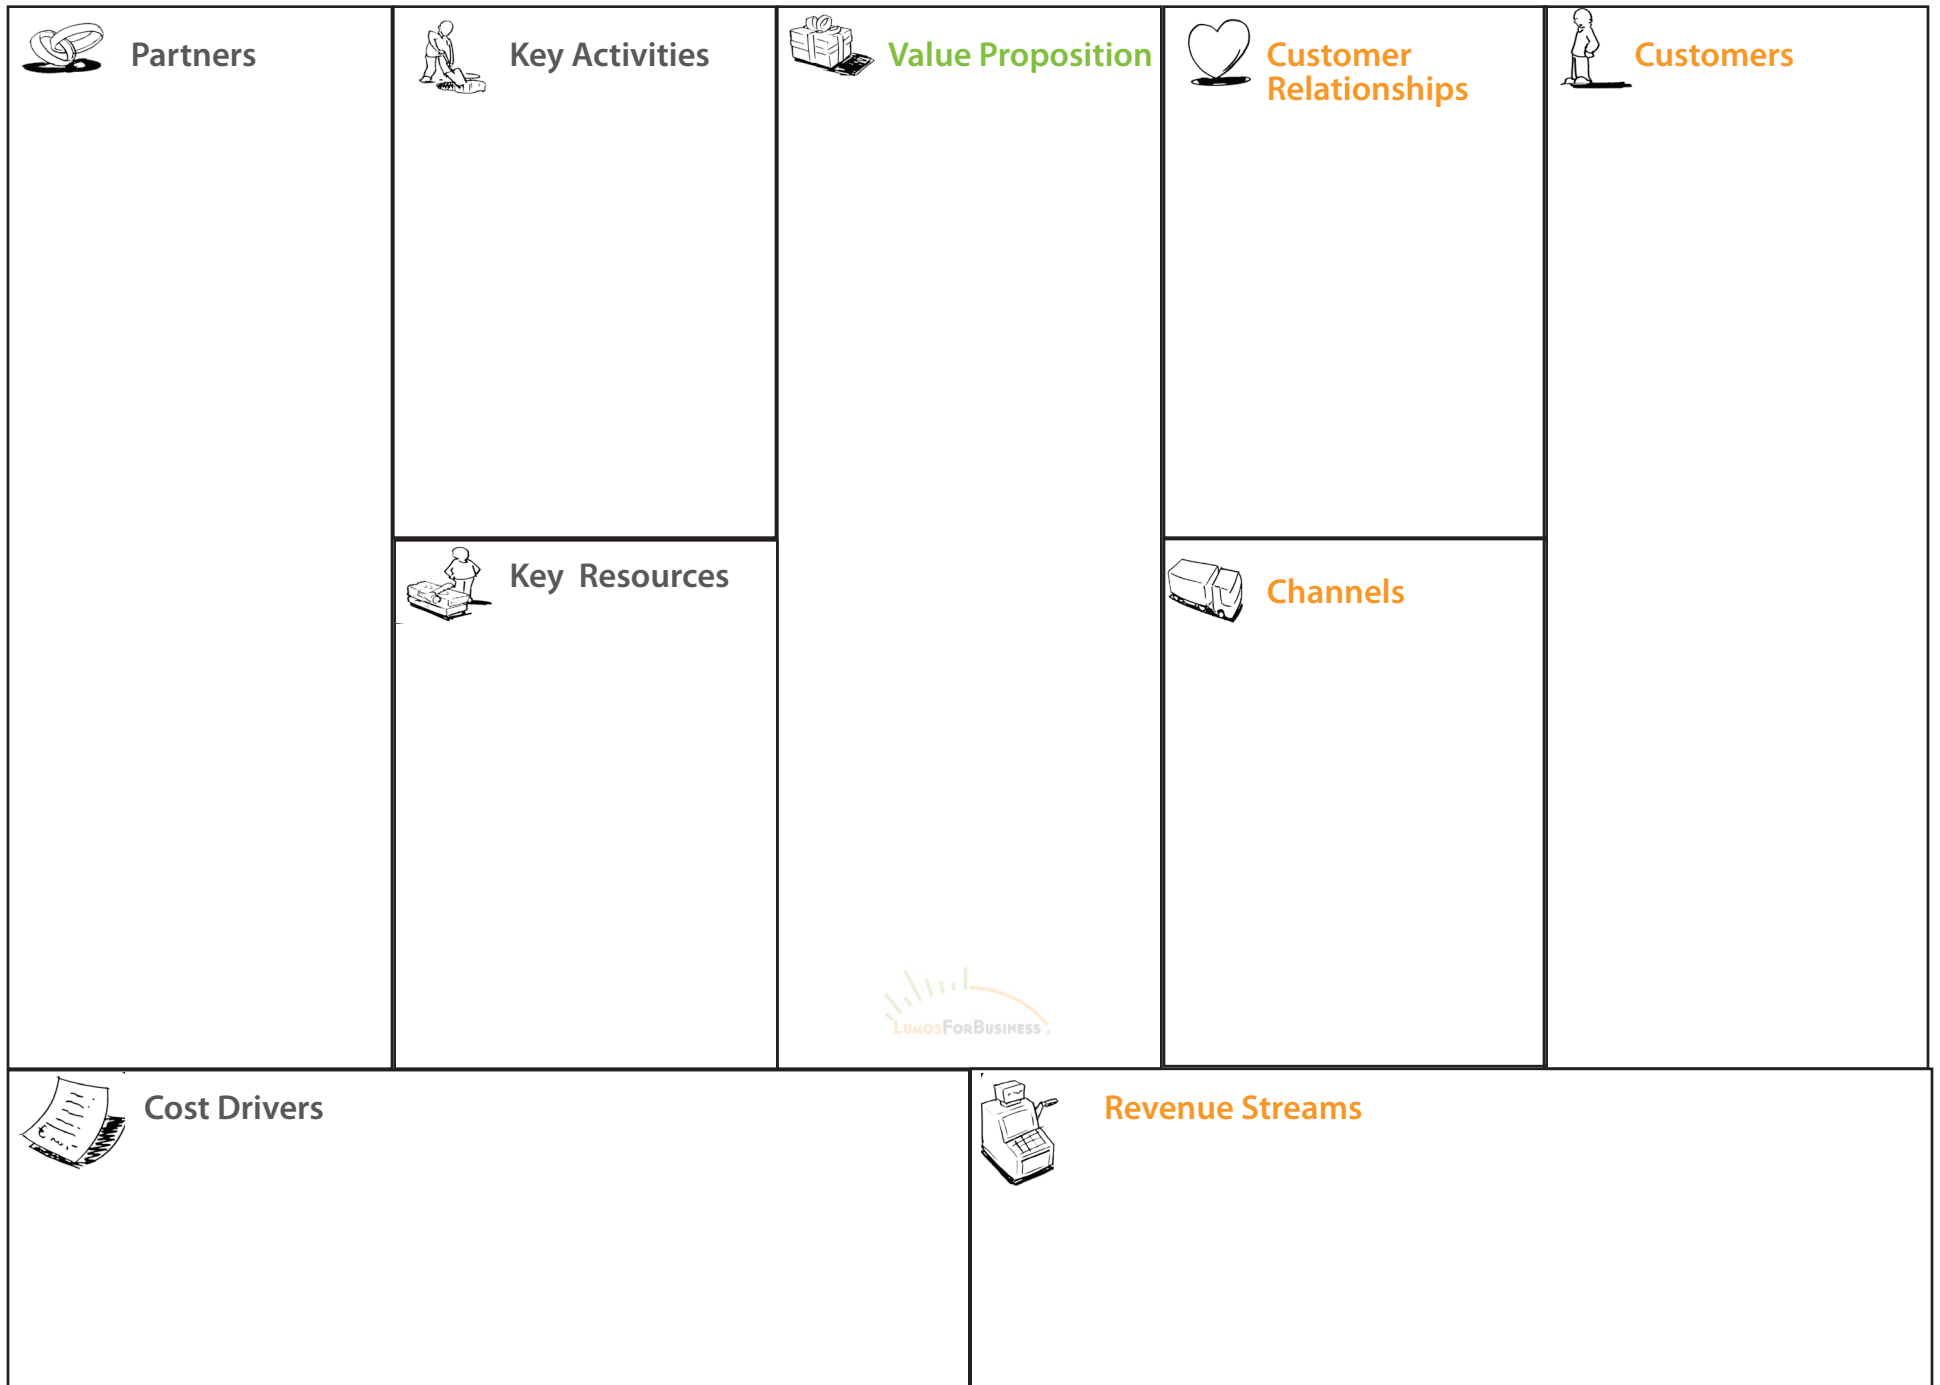 Partners
Key Activities
Value Proposition
Customer
Relationships
Customers
Key Resources
Channels
LumosForBusiness
Cost Drivers
Revenue Streams